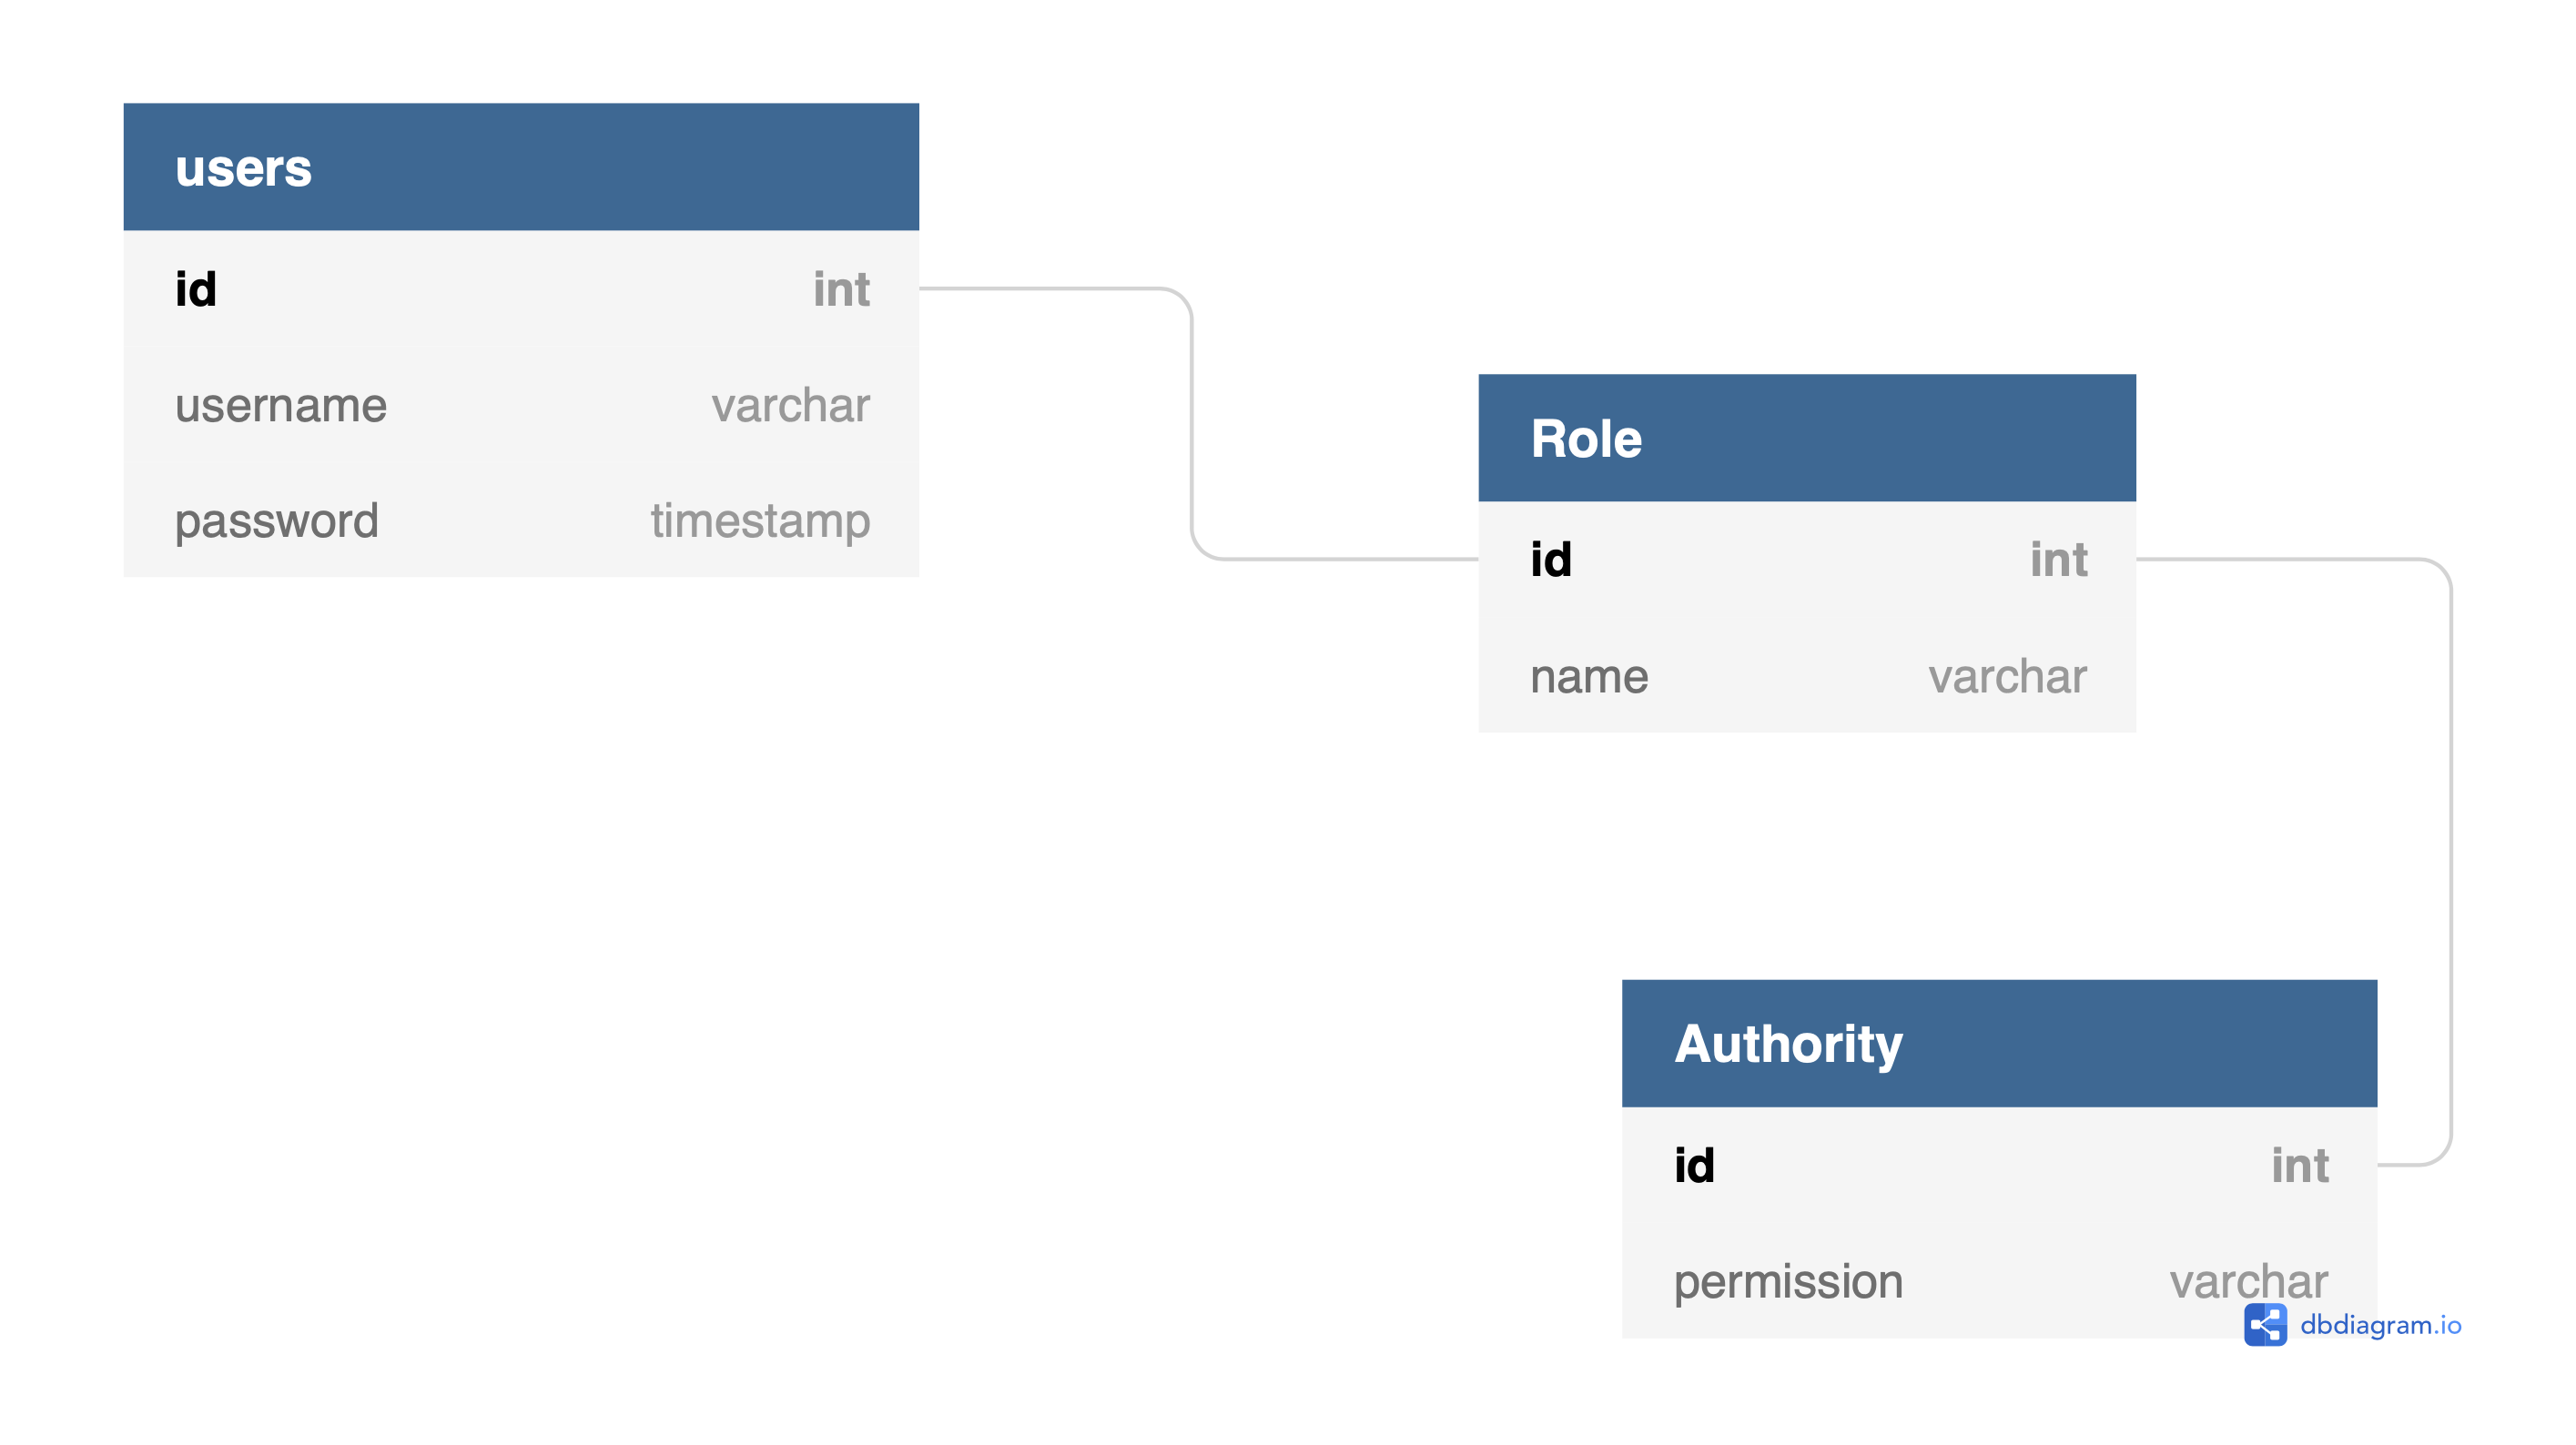 users
id int
username varchar
password timestamp
Role
id int
name varchar
Authority
id int
permission varchar
dbdiagram.io